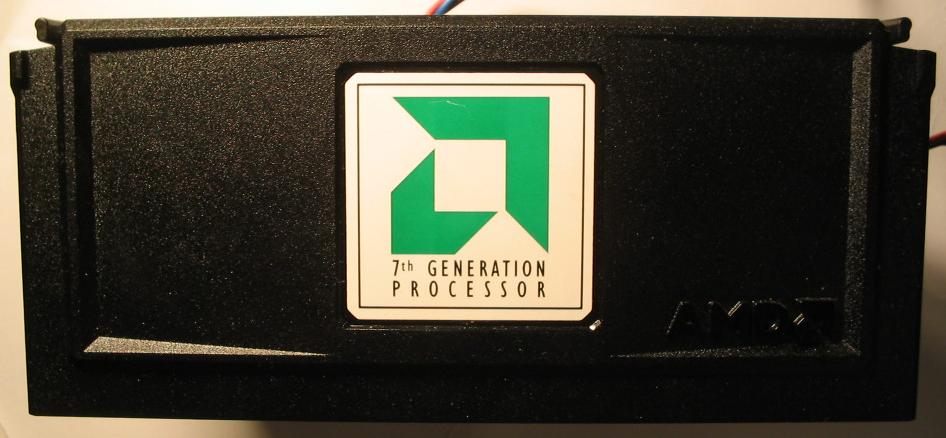 7th GENERATION
PROCESSOR
AMD